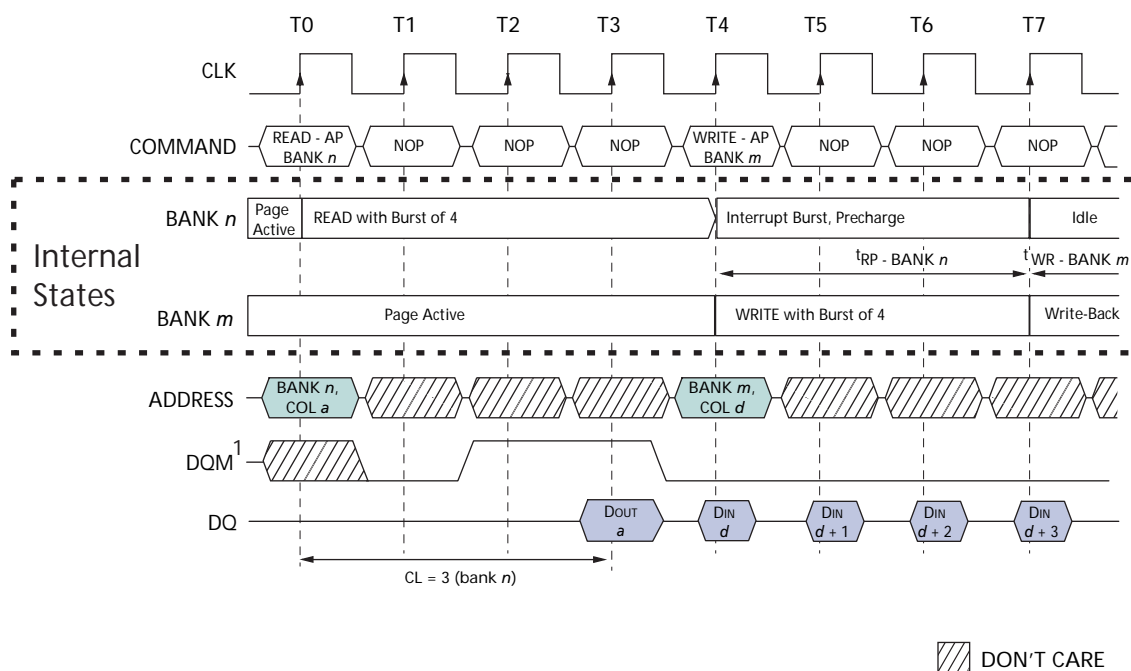 T0 T1 T2 T3 T4 T5 T6 T7
CLK
COMMAND
READ - AP
BANK n
NOP
NOP
NOP
WRITE - AP
BANK m
NOP
NOP
NOP
Internal
States
BANK n
Page
Active
READ with Burst of 4
Interrupt Burst, Precharge
Idle
tRP - BANK n
tWR - BANK m
BANK m
Page Active
WRITE with Burst of 4
Write-Back
ADDRESS
BANK n,
COL a
BANK m,
COL d
DQM1
DQ
DOUT
a
DIN
d
DIN
d + 1
DIN
d + 2
DIN
d + 3
CL = 3 (bank n)
DON'T CARE